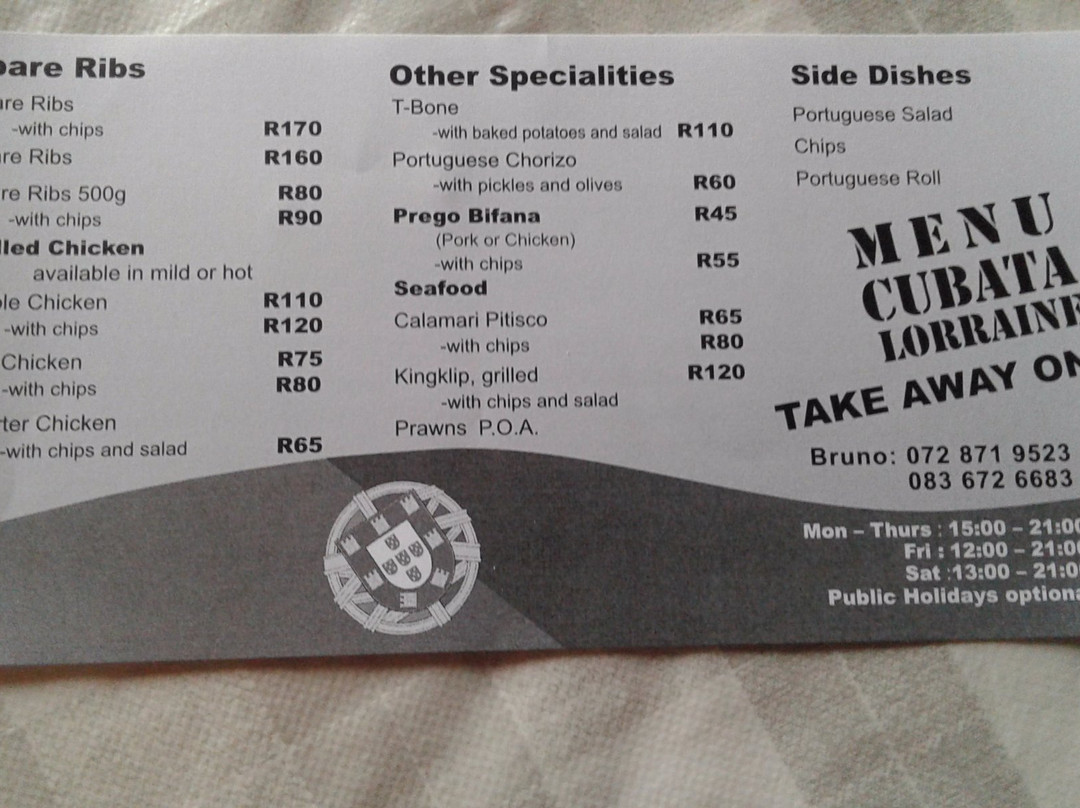 pare Ribs
are Ribs
-with chips R170
re Ribs R160
re Ribs 500g R80
-with chips R90
lled Chicken
available in mild or hot
le Chicken R110
-with chips R120
Chicken R75
-with chips R80
ter Chicken
-with chips and salad R65
Other Specialities
T-Bone
-with baked potatoes and salad R110
Portuguese Chorizo
-with pickles and olives R60
Prego Bifana R45
(Pork or Chicken)
-with chips R55
Seafood
Calamari Pitisco R65
-with chips R80
Kingklip, grilled R120
-with chips and salad
Prawns P.O.A.
Side Dishes
Portuguese Salad
Chips
Portuguese Roll
MENU
CUBATA
LORRAINE
TAKE AWAY ON
Bruno: 072 871 9523
083 672 6683
Mon – Thurs : 15:00 – 21:00
Fri : 12:00 – 21:00
Sat :13:00 – 21:0
Public Holidays optiona